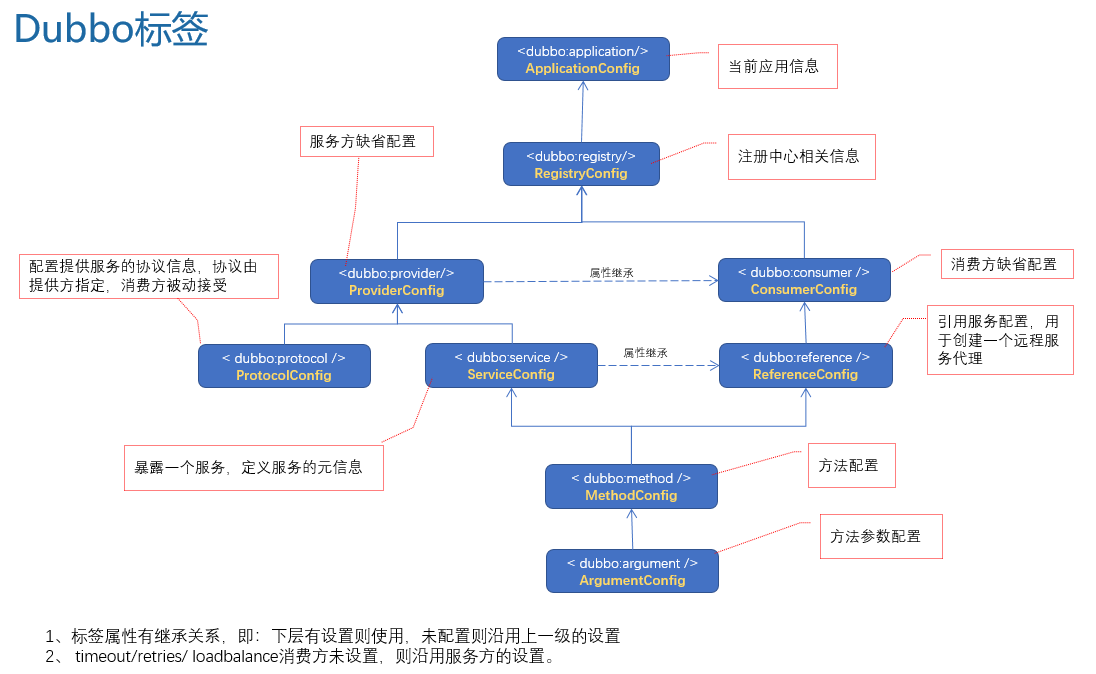 Dubbo标签
<dubbo:application/>
ApplicationConfig
当前应用信息
服务方缺省配置
<dubbo:registry/>
RegistryConfig
注册中心相关信息
配置提供服务的协议信息，协议由
提供方指定，消费方被动接受
<dubbo:provider/>
ProviderConfig
属性继承
< dubbo:consumer />
ConsumerConfig
消费方缺省配置
引用服务配置，用
于创建一个远程服
务代理
< dubbo:protocol />
ProtocolConfig
< dubbo:service />
ServiceConfig
属性继承
< dubbo:reference />
ReferenceConfig
暴露一个服务，定义服务的元信息
< dubbo:method />
MethodConfig
方法配置
< dubbo:argument />
ArgumentConfig
方法参数配置
1、标签属性有继承关系，即：下层有设置则使用，未配置则沿用上一级的设置
2、 timeout/retries/ loadbalance消费方未设置，则沿用服务方的设置。